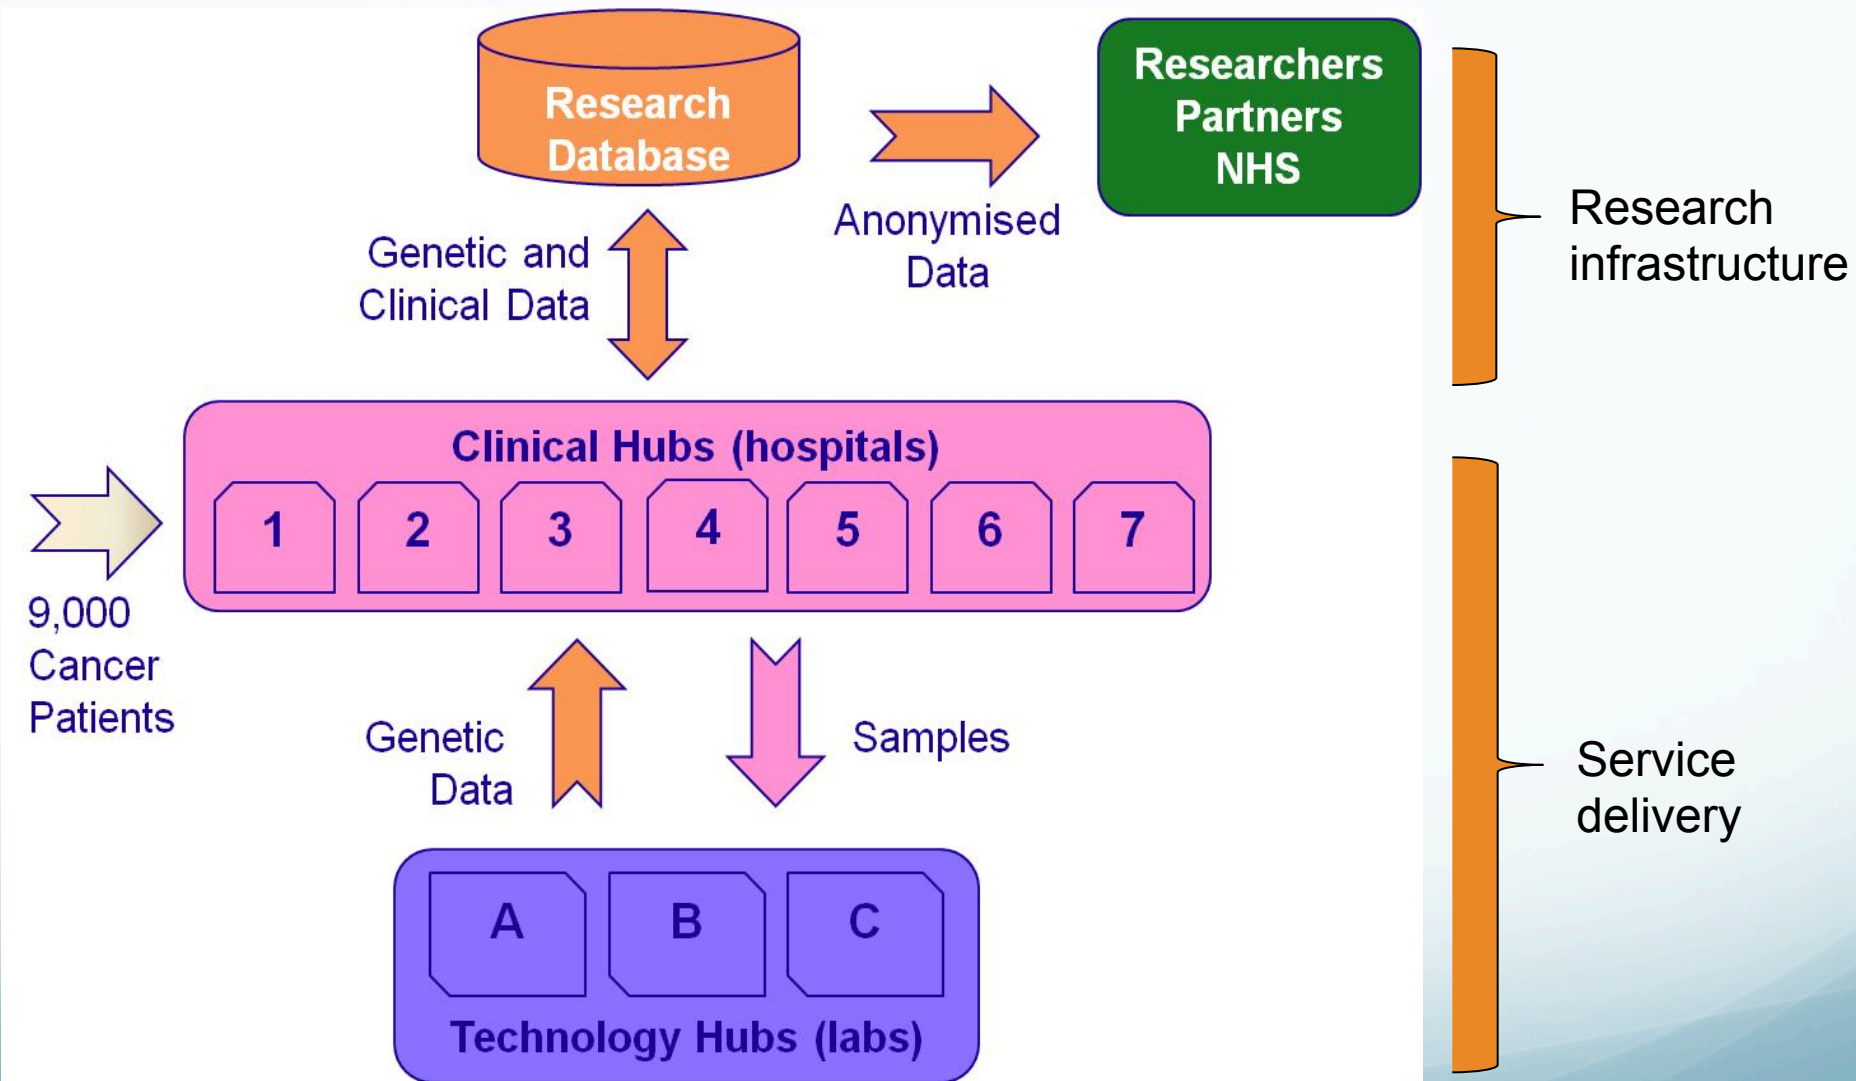 Research
Database
Researchers
Partners
NHS
Anonymised
Data
Genetic and
Clinical Data
Research
infrastructure
Clinical Hubs (hospitals)
1 2 3 4 5 6 7
9,000
Cancer
Patients
Genetic
Data
Samples
Service
delivery
A B C
Technology Hubs (labs)